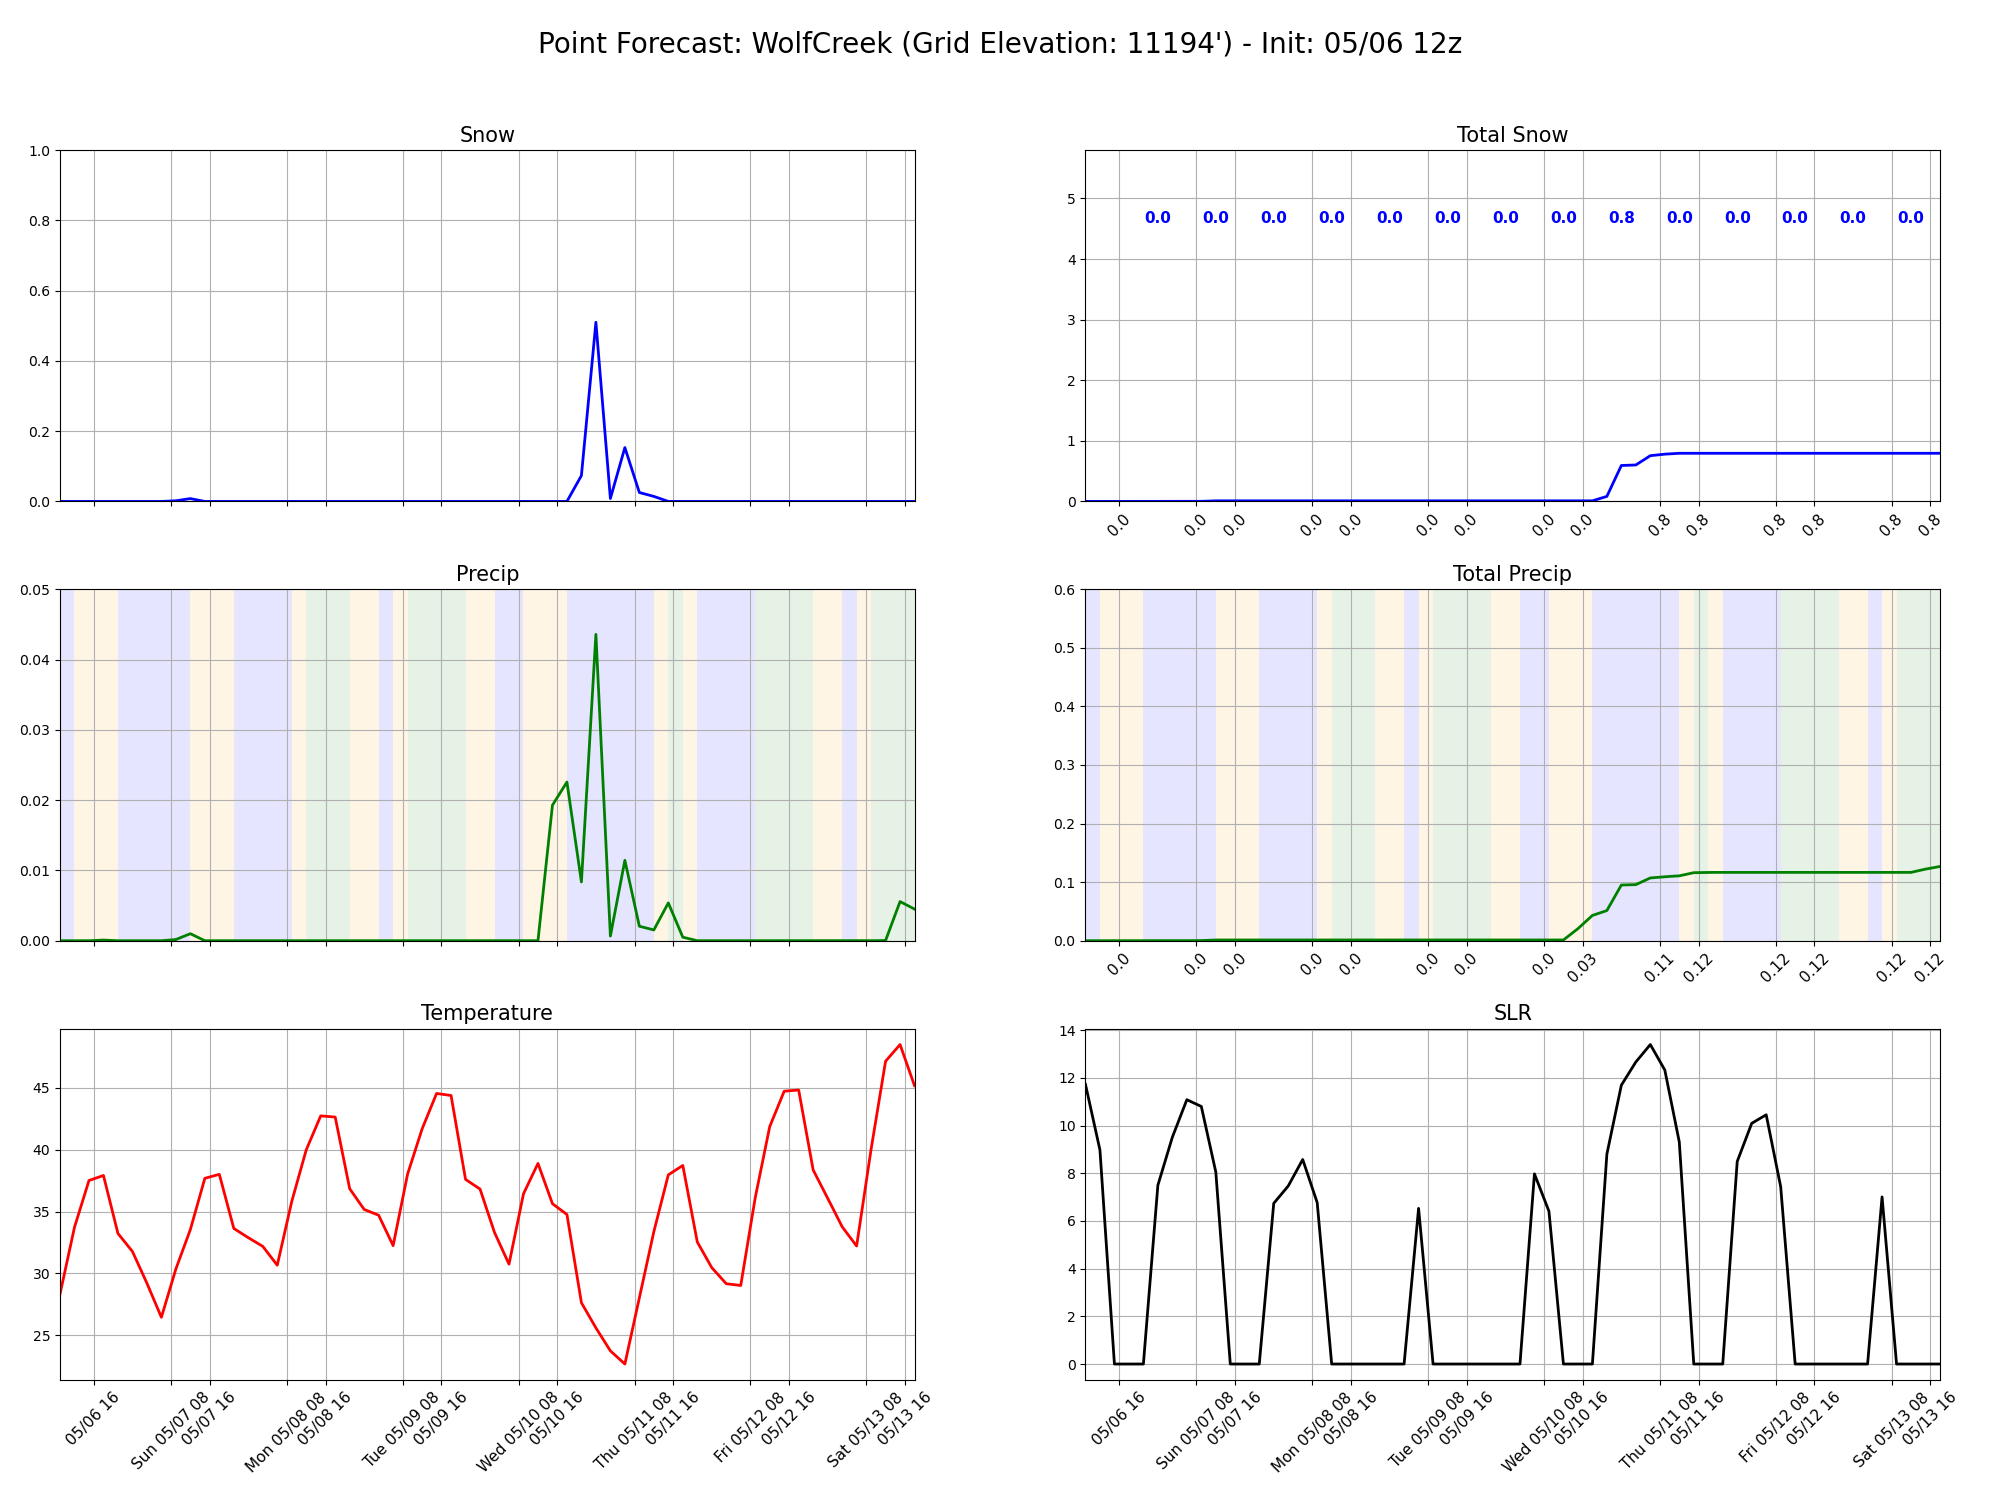 Point Forecast: WolfCreek (Grid Elevation: 11194') - Init: 05/06 12z
Snow
1.0
0.8
0.6
0.4
0.2
0.0
Total Snow
5
4
3
2
1
0
0.0 0.0 0.0 0.0 0.0 0.0 0.0 0.0 0.8 0.0 0.0 0.0 0.0 0.0
0.0 0.0 0.0 0.0 0.0 0.0 0.0 0.0 0.0 0.8 0.8 0.8 0.8 0.8 0.8
Precip
0.05
0.04
0.03
0.02
0.01
0.00
Total Precip
0.6
0.5
0.4
0.3
0.2
0.1
0.0
0.0 0.0 0.0 0.0 0.0 0.0 0.0 0.0 0.03 0.11 0.12 0.12 0.12 0.12 0.12
Temperature
45
40
35
30
25
05/06 16
Sun 05/07 08
05/07 16
Mon 05/08 08
05/08 16
Tue 05/09 08
05/09 16
Wed 05/10 08
05/10 16
Thu 05/11 08
05/11 16
Fri 05/12 08
05/12 16
Sat 05/13 08
05/13 16
SLR
14
12
10
8
6
4
2
0
05/06 16
Sun 05/07 08
05/07 16
Mon 05/08 08
05/08 16
Tue 05/09 08
05/09 16
Wed 05/10 08
05/10 16
Thu 05/11 08
05/11 16
Fri 05/12 08
05/12 16
Sat 05/13 08
05/13 16